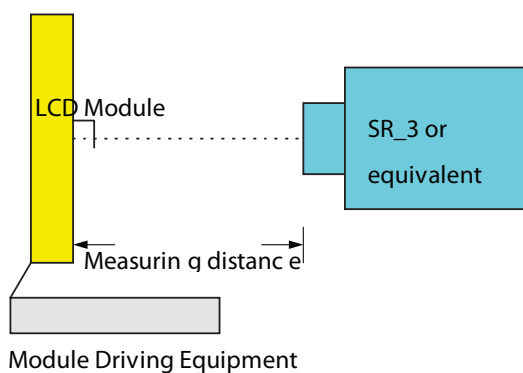 LCD Module
SR_3 or
equivalent
Measurin g distanc e
Module Driving Equipment